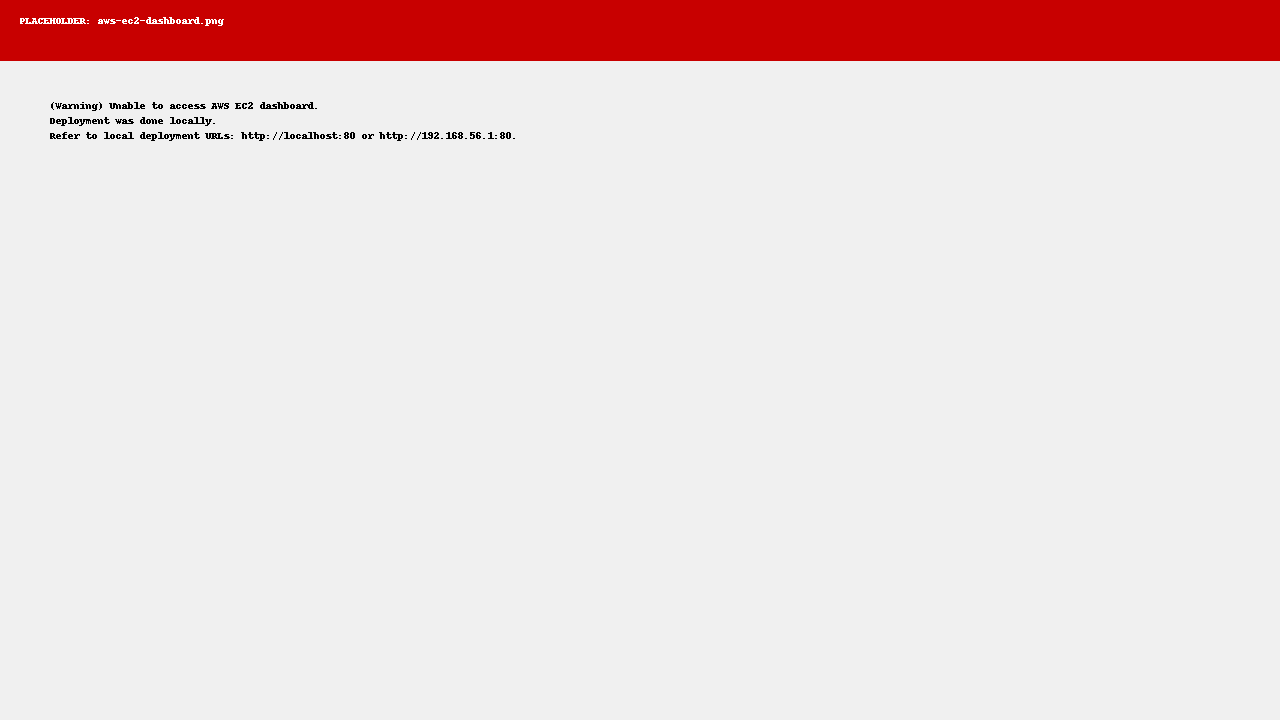 PLACEHOLDER: aws-ec2-dashboard.png
(Warning) Unable to access AWS EC2 dashboard.
Deployment was done locally.
Refer to local deployment URLs: http://localhost:80 or http://192.168.56.1:80.